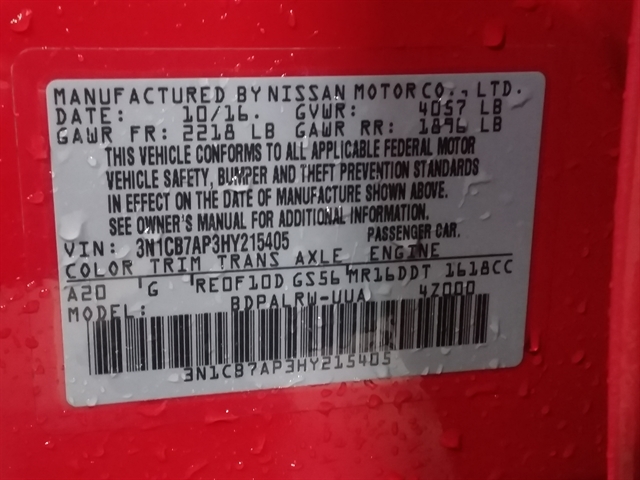 MANUFACTURED BY NISSAN MOTOR CO., LTD.
DATE: 10/16. GVWR: 4057 LB
GAWR FR: 2218 LB GAWR RR: 1896 LB
THIS VEHICLE CONFORMS TO ALL APPLICABLE FEDERAL MOTOR
VEHICLE SAFETY, BUMPER AND THEFT PREVENTION STANDARDS
IN EFFECT ON THE DATE OF MANUFACTURE SHOWN ABOVE.
SEE OWNER'S MANUAL FOR ADDITIONAL INFORMATION.
VIN: 3N1CB7AP3HY215405 PASSENGER CAR.
COLOR TRIM TRANS AXLE ENGINE
A20 G RE0F10D GS56 MR16DDT 1618CC
MODEL: BDPALRW-UUA 4Z000
3N1CB7AP3HY215405